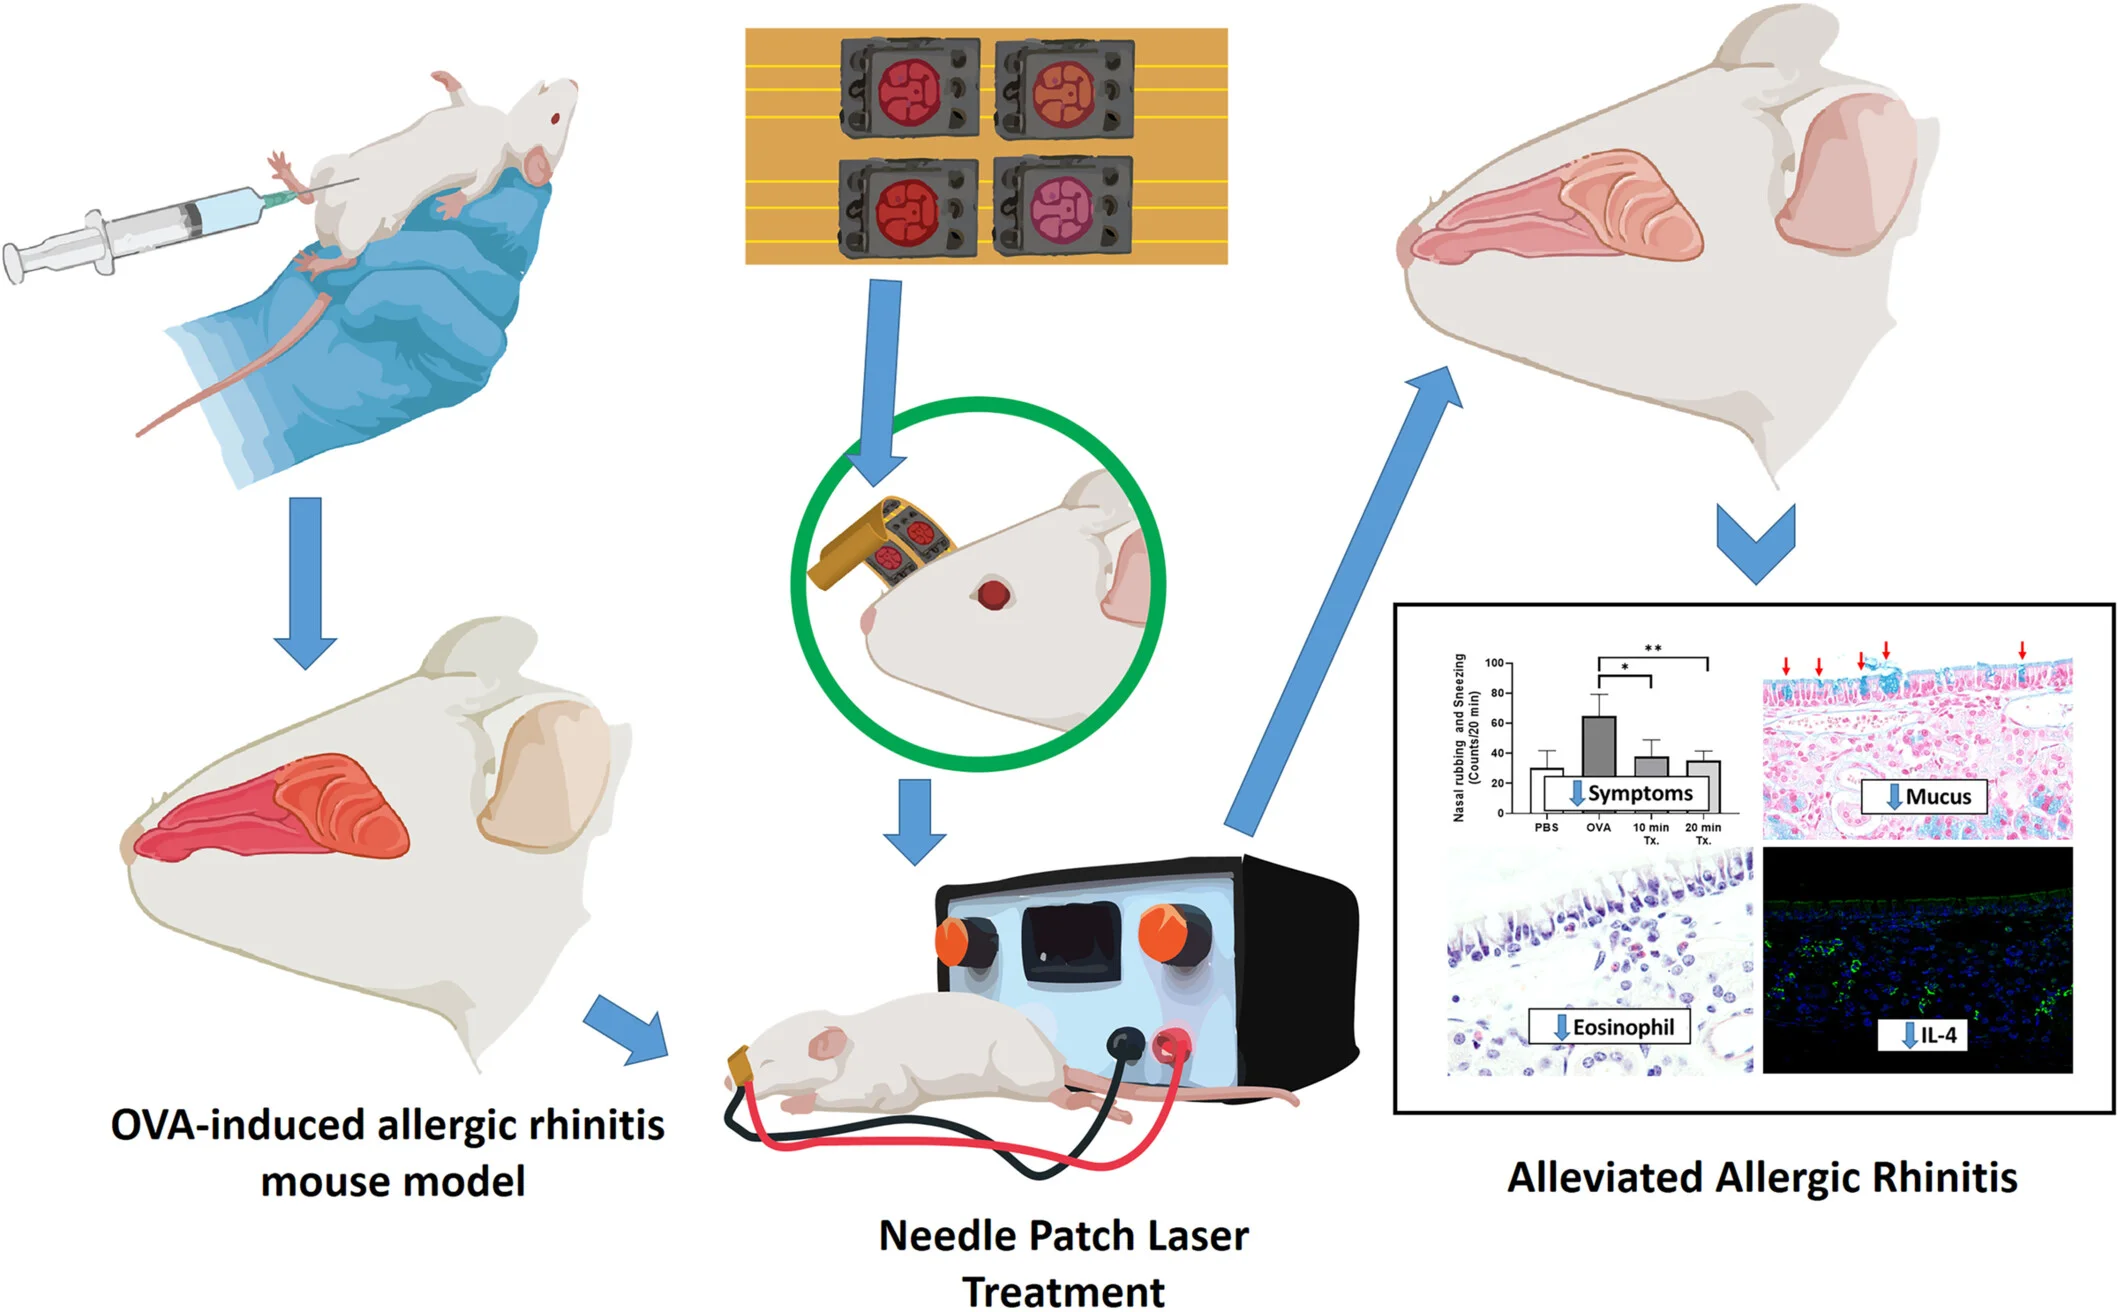 OVA-induced allergic rhinitis
mouse model
Needle Patch Laser
Treatment
Nasal rubbing and Sneezing
(Counts/20 min)
100
80
60
40
20
0
*
**
PBS
OVA
10 min
Tx.
20 min
Tx.
Symptoms
Mucus
Eosinophil
IL-4
Alleviated Allergic Rhinitis